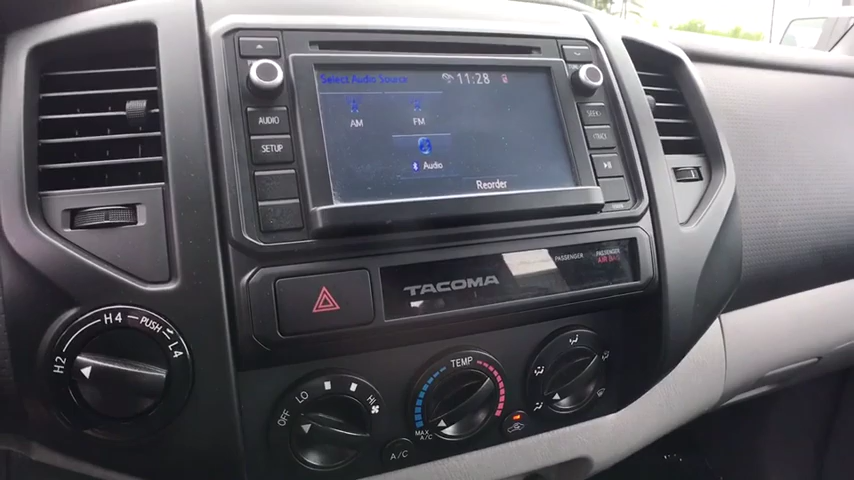 Select Audio Source 11:28
AM FM
Audio
Reorder
AUDIO
SETUP
SEEK
TRACK
TACOMA
PASSENGER
PASSENGER
AIR BAG
H2 H4 PUSH L4
OFF LO HI
A/C
TEMP
MAX
A/C